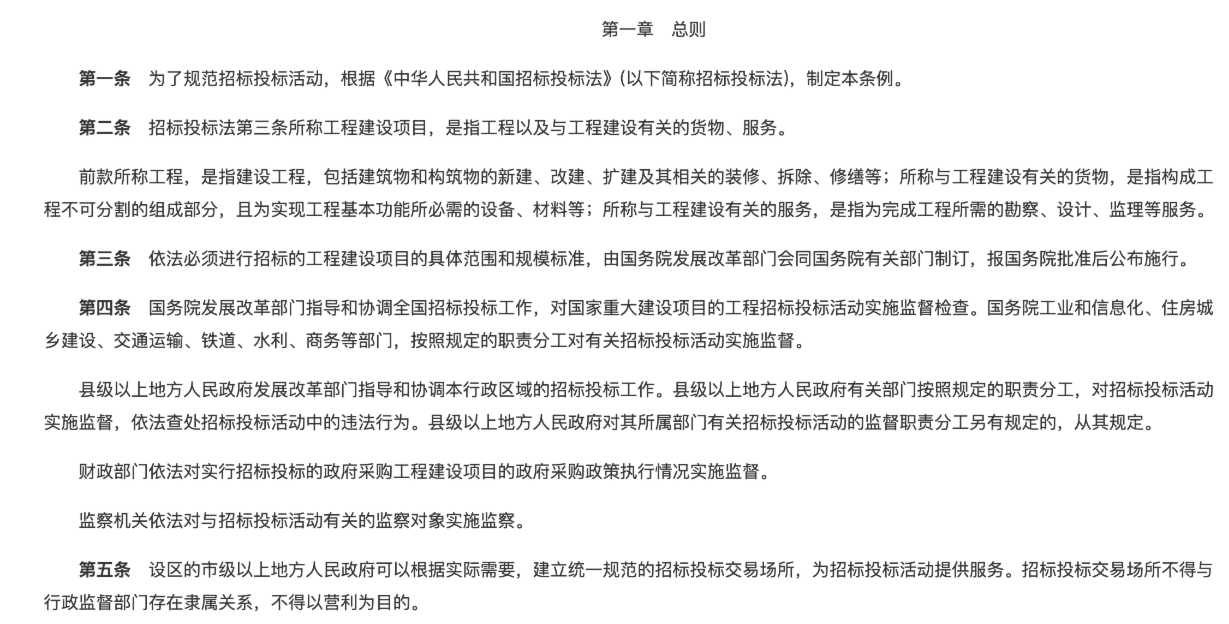 第一章　总则
第一条　为了规范招标投标活动，根据《中华人民共和国招标投标法》(以下简称招标投标法)，制定本条例。
第二条　招标投标法第三条所称工程建设项目，是指工程以及与工程建设有关的货物、服务。
前款所称工程，是指建设工程，包括建筑物和构筑物的新建、改建、扩建及其相关的装修、拆除、修缮等；所称与工程建设有关的货物，是指构成工
程不可分割的组成部分，且为实现工程基本功能所必需的设备、材料等；所称与工程建设有关的服务，是指为完成工程所需的勘察、设计、监理等服务。
第三条　依法必须进行招标的工程建设项目的具体范围和规模标准，由国务院发展改革部门会同国务院有关部门制订，报国务院批准后公布施行。
第四条　国务院发展改革部门指导和协调全国招标投标工作，对国家重大建设项目的工程招标投标活动实施监督检查。国务院工业和信息化、住房城
乡建设、交通运输、铁道、水利、商务等部门，按照规定的职责分工对有关招标投标活动实施监督。
县级以上地方人民政府发展改革部门指导和协调本行政区域的招标投标工作。县级以上地方人民政府有关部门按照规定的职责分工，对招标投标活动
实施监督，依法查处招标投标活动中的违法行为。县级以上地方人民政府对其所属部门有关招标投标活动的监督职责分工另有规定的，从其规定。
财政部门依法对实行招标投标的政府采购工程建设项目的政府采购政策执行情况实施监督。
监察机关依法对与招标投标活动有关的监察对象实施监察。
第五条　设区的市级以上地方人民政府可以根据实际需要，建立统一规范的招标投标交易场所，为招标投标活动提供服务。招标投标交易场所不得与
行政监督部门存在隶属关系，不得以营利为目的。